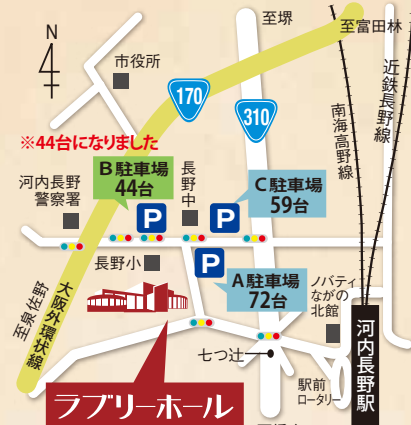 至堺
至富田林
N
市役所
170
310
近鉄長野線
南海高野線
※44台になりました
B駐車場
44台
長野中
C駐車場
59台
河内長野
警察署
P
P
P
長野小
A駐車場
72台
ノバティ
ながの
北館
大阪外環状線
至泉佐野
七つ辻
河内長野駅
駅前
ロータリー
ラブリーホール